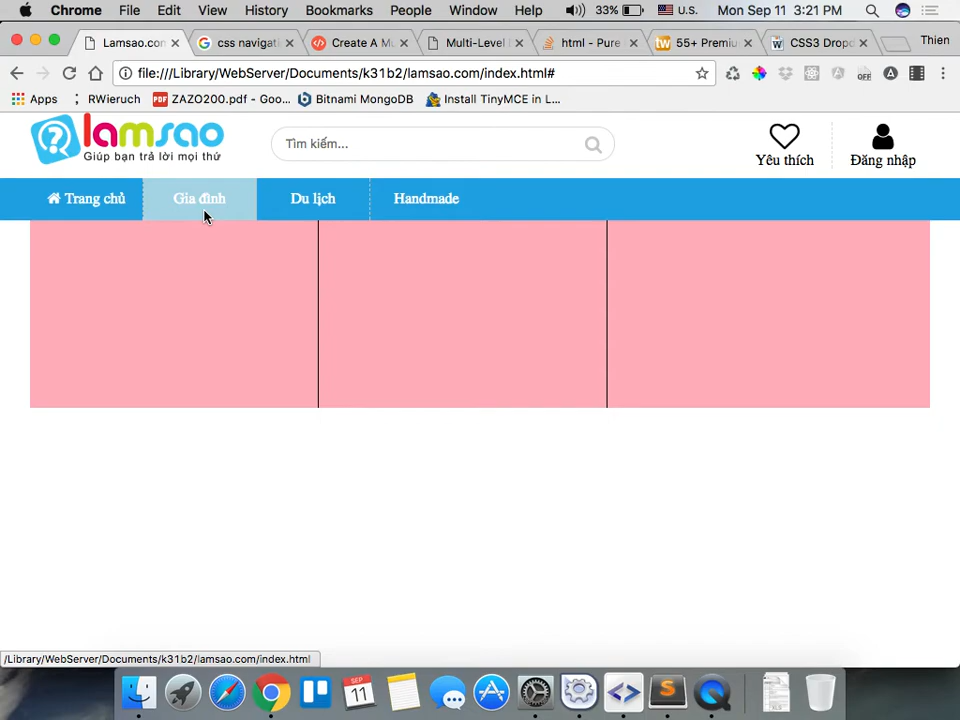 Chrome File Edit View History Bookmarks People Window Help 33% U.S. Mon Sep 11 3:21 PM
Lamsao.con css navigati Create A Mu Multi-Level html - Pure 55+ Premiu CSS3 Dropd Thien
file:///Library/WebServer/Documents/k31b2/lamsao.com/index.html#
Apps ; RWieruch ZAZO200.pdf - Goo... Bitnami MongoDB Install TinyMCE in L...
lamsao
Giúp bạn trả lời mọi thứ
Tìm kiếm...
Yêu thích
Đăng nhập
Trang chủ Gia đình Du lịch Handmade
/Library/WebServer/Documents/k31b2/lamsao.com/index.html
SEP
11